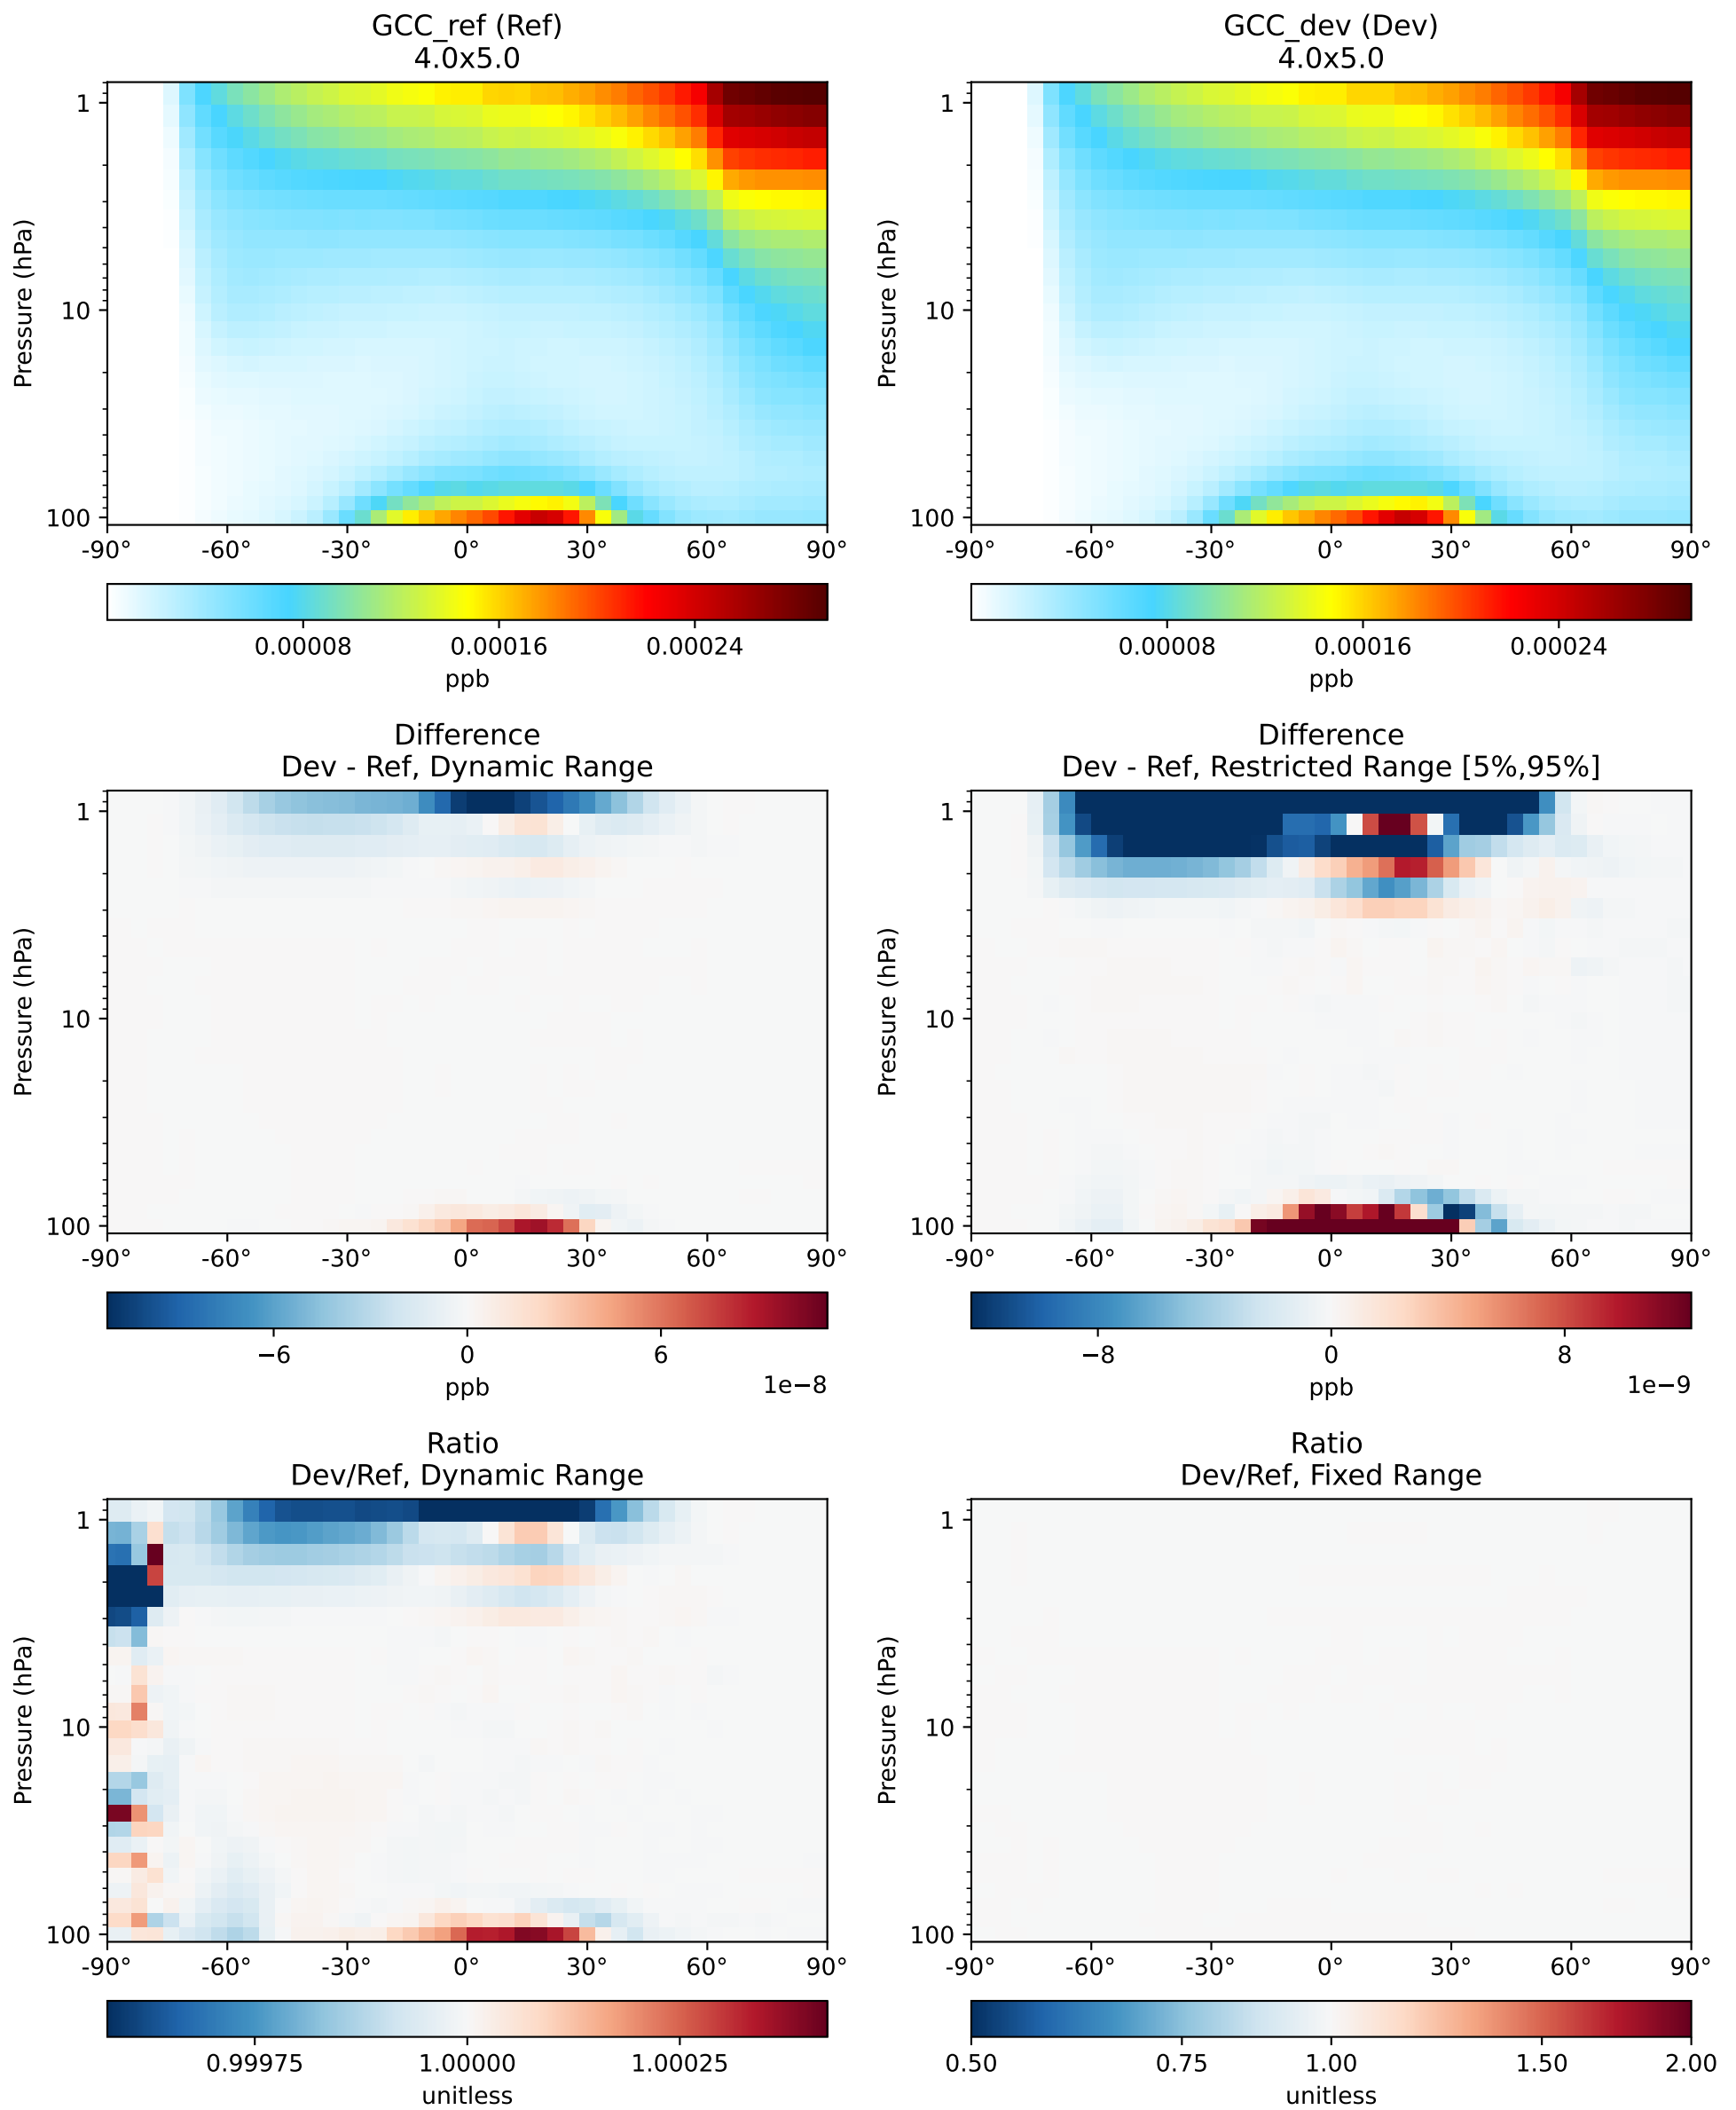 GCC_ref (Ref)
4.0x5.0
Pressure (hPa)
1
10
100
-90° -60° -30° 0° 30° 60° 90°
0.00008 0.00016 0.00024
ppb
GCC_dev (Dev)
4.0x5.0
Pressure (hPa)
1
10
100
-90° -60° -30° 0° 30° 60° 90°
0.00008 0.00016 0.00024
ppb
Difference
Dev - Ref, Dynamic Range
Pressure (hPa)
1
10
100
-90° -60° -30° 0° 30° 60° 90°
−6 0 6
ppb
1e−8
Difference
Dev - Ref, Restricted Range [5%,95%]
Pressure (hPa)
1
10
100
-90° -60° -30° 0° 30° 60° 90°
−8 0 8
ppb
1e−9
Ratio
Dev/Ref, Dynamic Range
Pressure (hPa)
1
10
100
-90° -60° -30° 0° 30° 60° 90°
0.99975 1.00000 1.00025
unitless
Ratio
Dev/Ref, Fixed Range
Pressure (hPa)
1
10
100
-90° -60° -30° 0° 30° 60° 90°
0.50 0.75 1.00 1.50 2.00
unitless